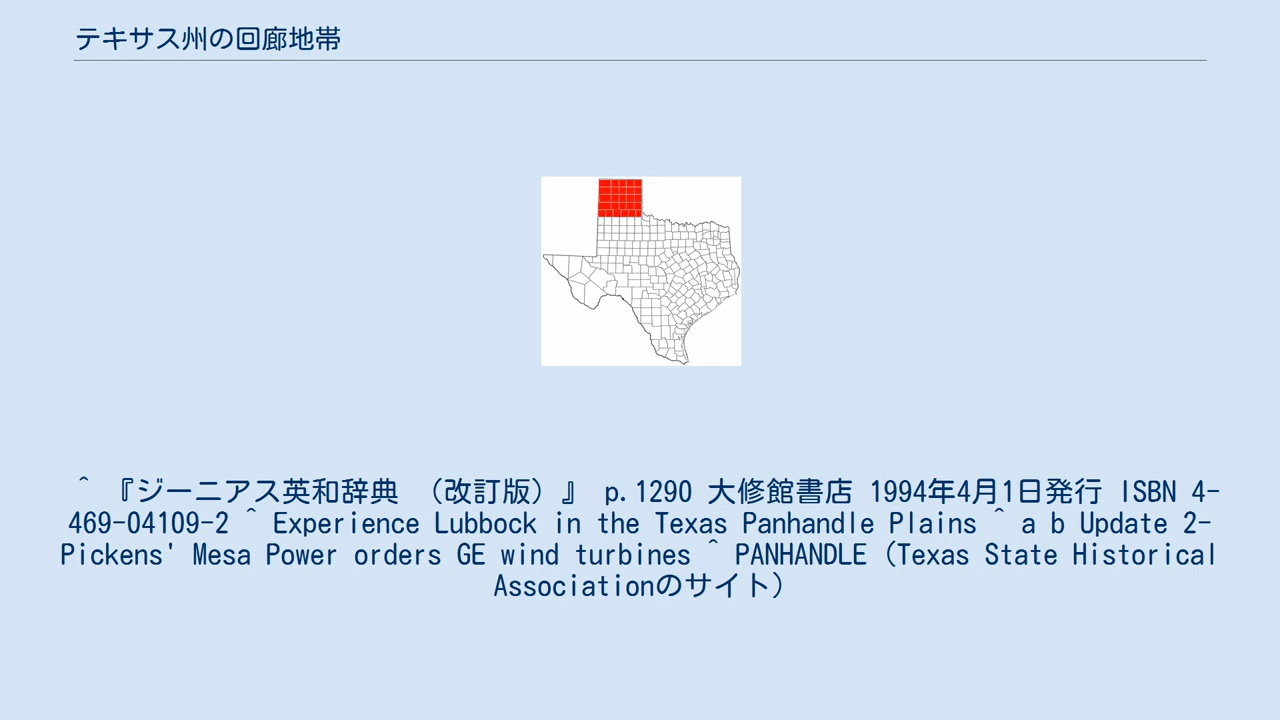 テキサス州の回廊地帯
^ 『ジーニアス英和辞典 （改訂版）』 p.1290 大修館書店 1994年4月1日発行 ISBN 4-
469-04109-2 ^ Experience Lubbock in the Texas Panhandle Plains ^ a b Update 2-
Pickens' Mesa Power orders GE wind turbines ^ PANHANDLE（Texas State Historical
Associationのサイト）